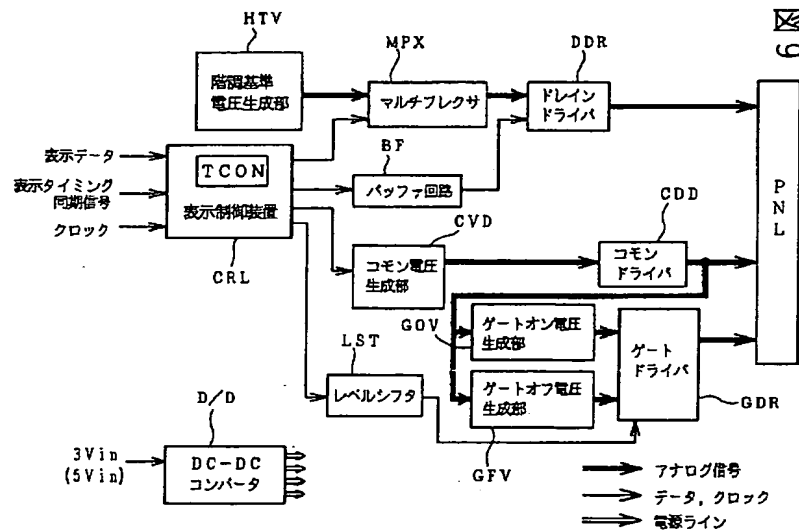 図9
HTV
階調基準
電圧生成部
MPX
マルチプレクサ
DDR
ドレイン
ドライバ
PNL
表示データ
表示タイミング
同期信号
クロック
TCON
表示制御装置
CRL
BF
バッファ回路
CVD
コモン電圧
生成部
CDD
コモン
ドライバ
GOV
ゲートオン電圧
生成部
ゲートオフ電圧
生成部
GFV
ゲート
ドライバ
GDR
LST
レベルシフタ
D/D
3Vin
(5Vin)
DC-DC
コンバータ
アナログ信号
データ,クロック
電源ライン